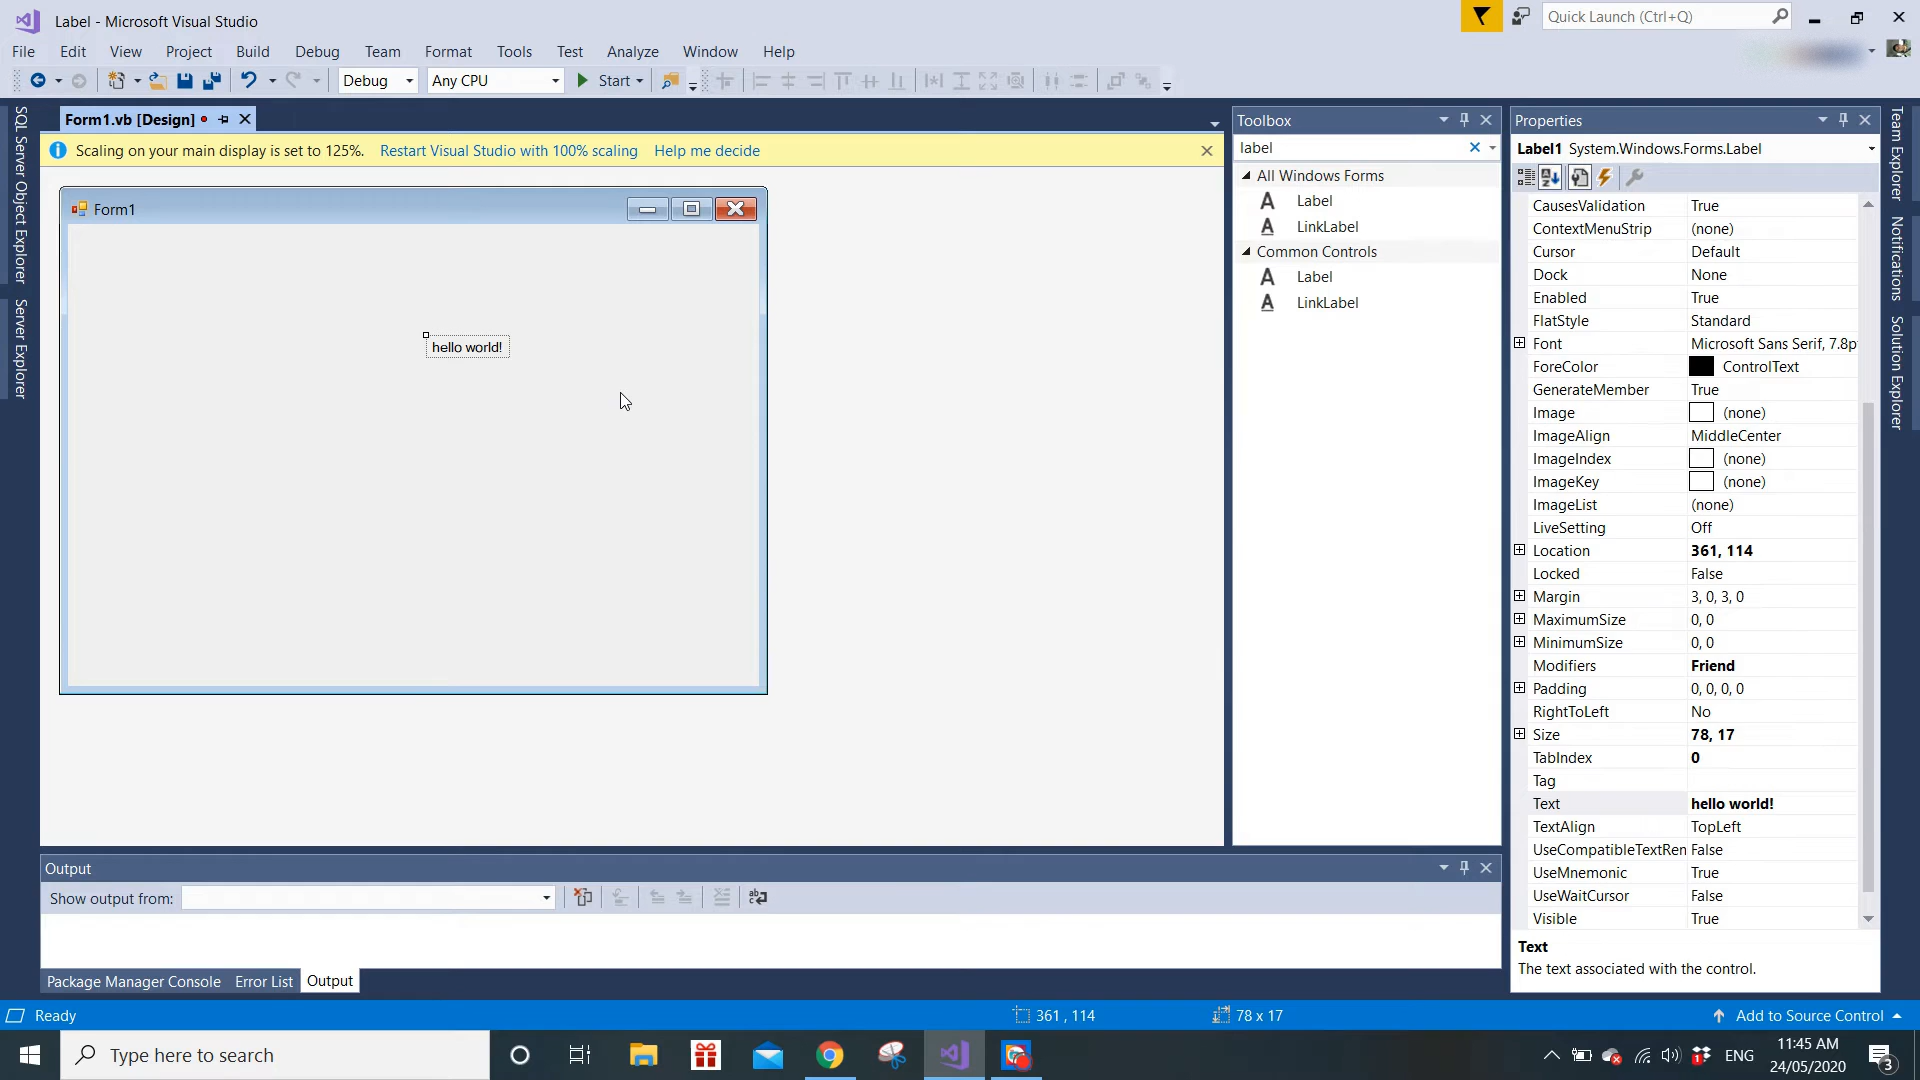 Label - Microsoft Visual Studio
Quick Launch (Ctrl+Q)
File Edit View Project Build Debug Team Format Tools Test Analyze Window Help
Debug Any CPU Start
SQL Server Object Explorer
Server Explorer
Form1.vb [Design]
Scaling on your main display is set to 125%. Restart Visual Studio with 100% scaling Help me decide
Form1
hello world!
Toolbox
label
All Windows Forms
Label
LinkLabel
Common Controls
Label
LinkLabel
Properties
Label1 System.Windows.Forms.Label
CausesValidation True
ContextMenuStrip (none)
Cursor Default
Dock None
Enabled True
FlatStyle Standard
Font Microsoft Sans Serif, 7.8p
ForeColor ControlText
GenerateMember True
Image (none)
ImageAlign MiddleCenter
ImageIndex (none)
ImageKey (none)
ImageList (none)
LiveSetting Off
Location 361, 114
Locked False
Margin 3, 0, 3, 0
MaximumSize 0, 0
MinimumSize 0, 0
Modifiers Friend
Padding 0, 0, 0, 0
RightToLeft No
Size 78, 17
TabIndex 0
Tag
Text hello world!
TextAlign TopLeft
UseCompatibleTextRen False
UseMnemonic True
UseWaitCursor False
Visible True
Text
The text associated with the control.
Team Explorer
Notifications
Solution Explorer
Output
Show output from:
Package Manager Console Error List Output
Ready 361 , 114 78 x 17 Add to Source Control
Type here to search
ENG
11:45 AM
24/05/2020
3